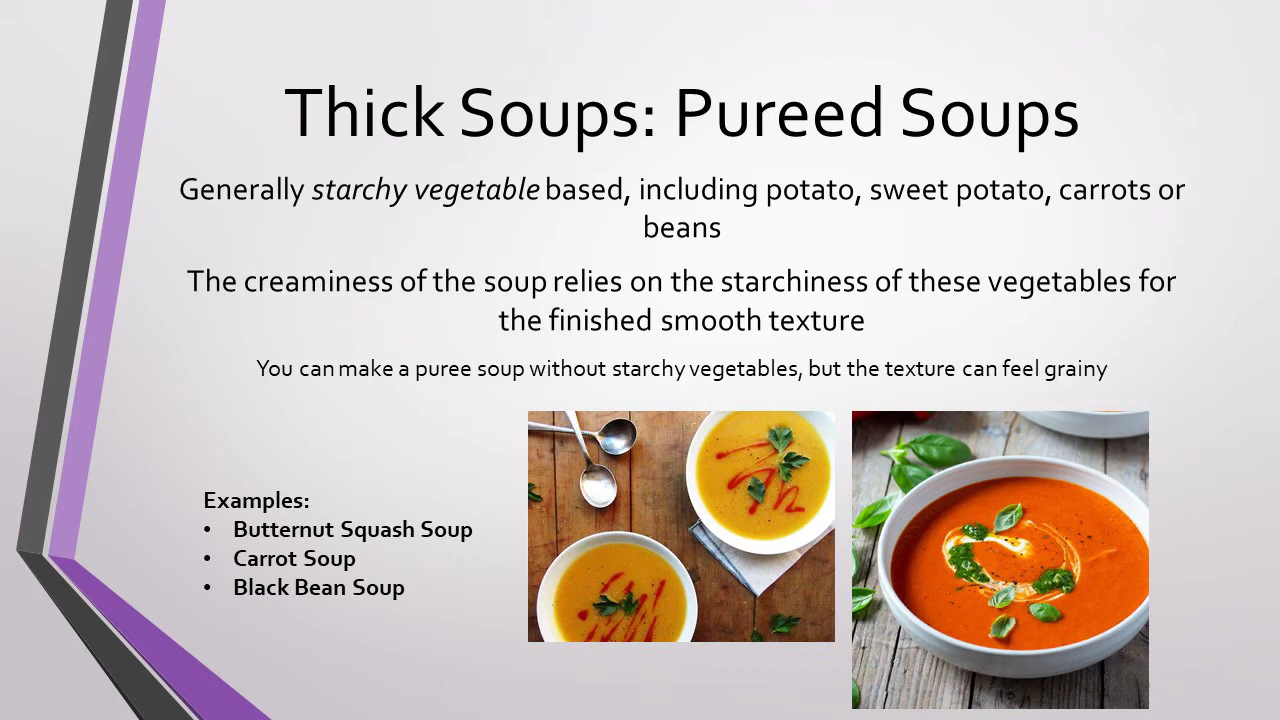 Thick Soups: Pureed Soups
Generally starchy vegetable based, including potato, sweet potato, carrots or
beans
The creaminess of the soup relies on the starchiness of these vegetables for
the finished smooth texture
You can make a puree soup without starchy vegetables, but the texture can feel grainy
Examples:
• Butternut Squash Soup
• Carrot Soup
• Black Bean Soup